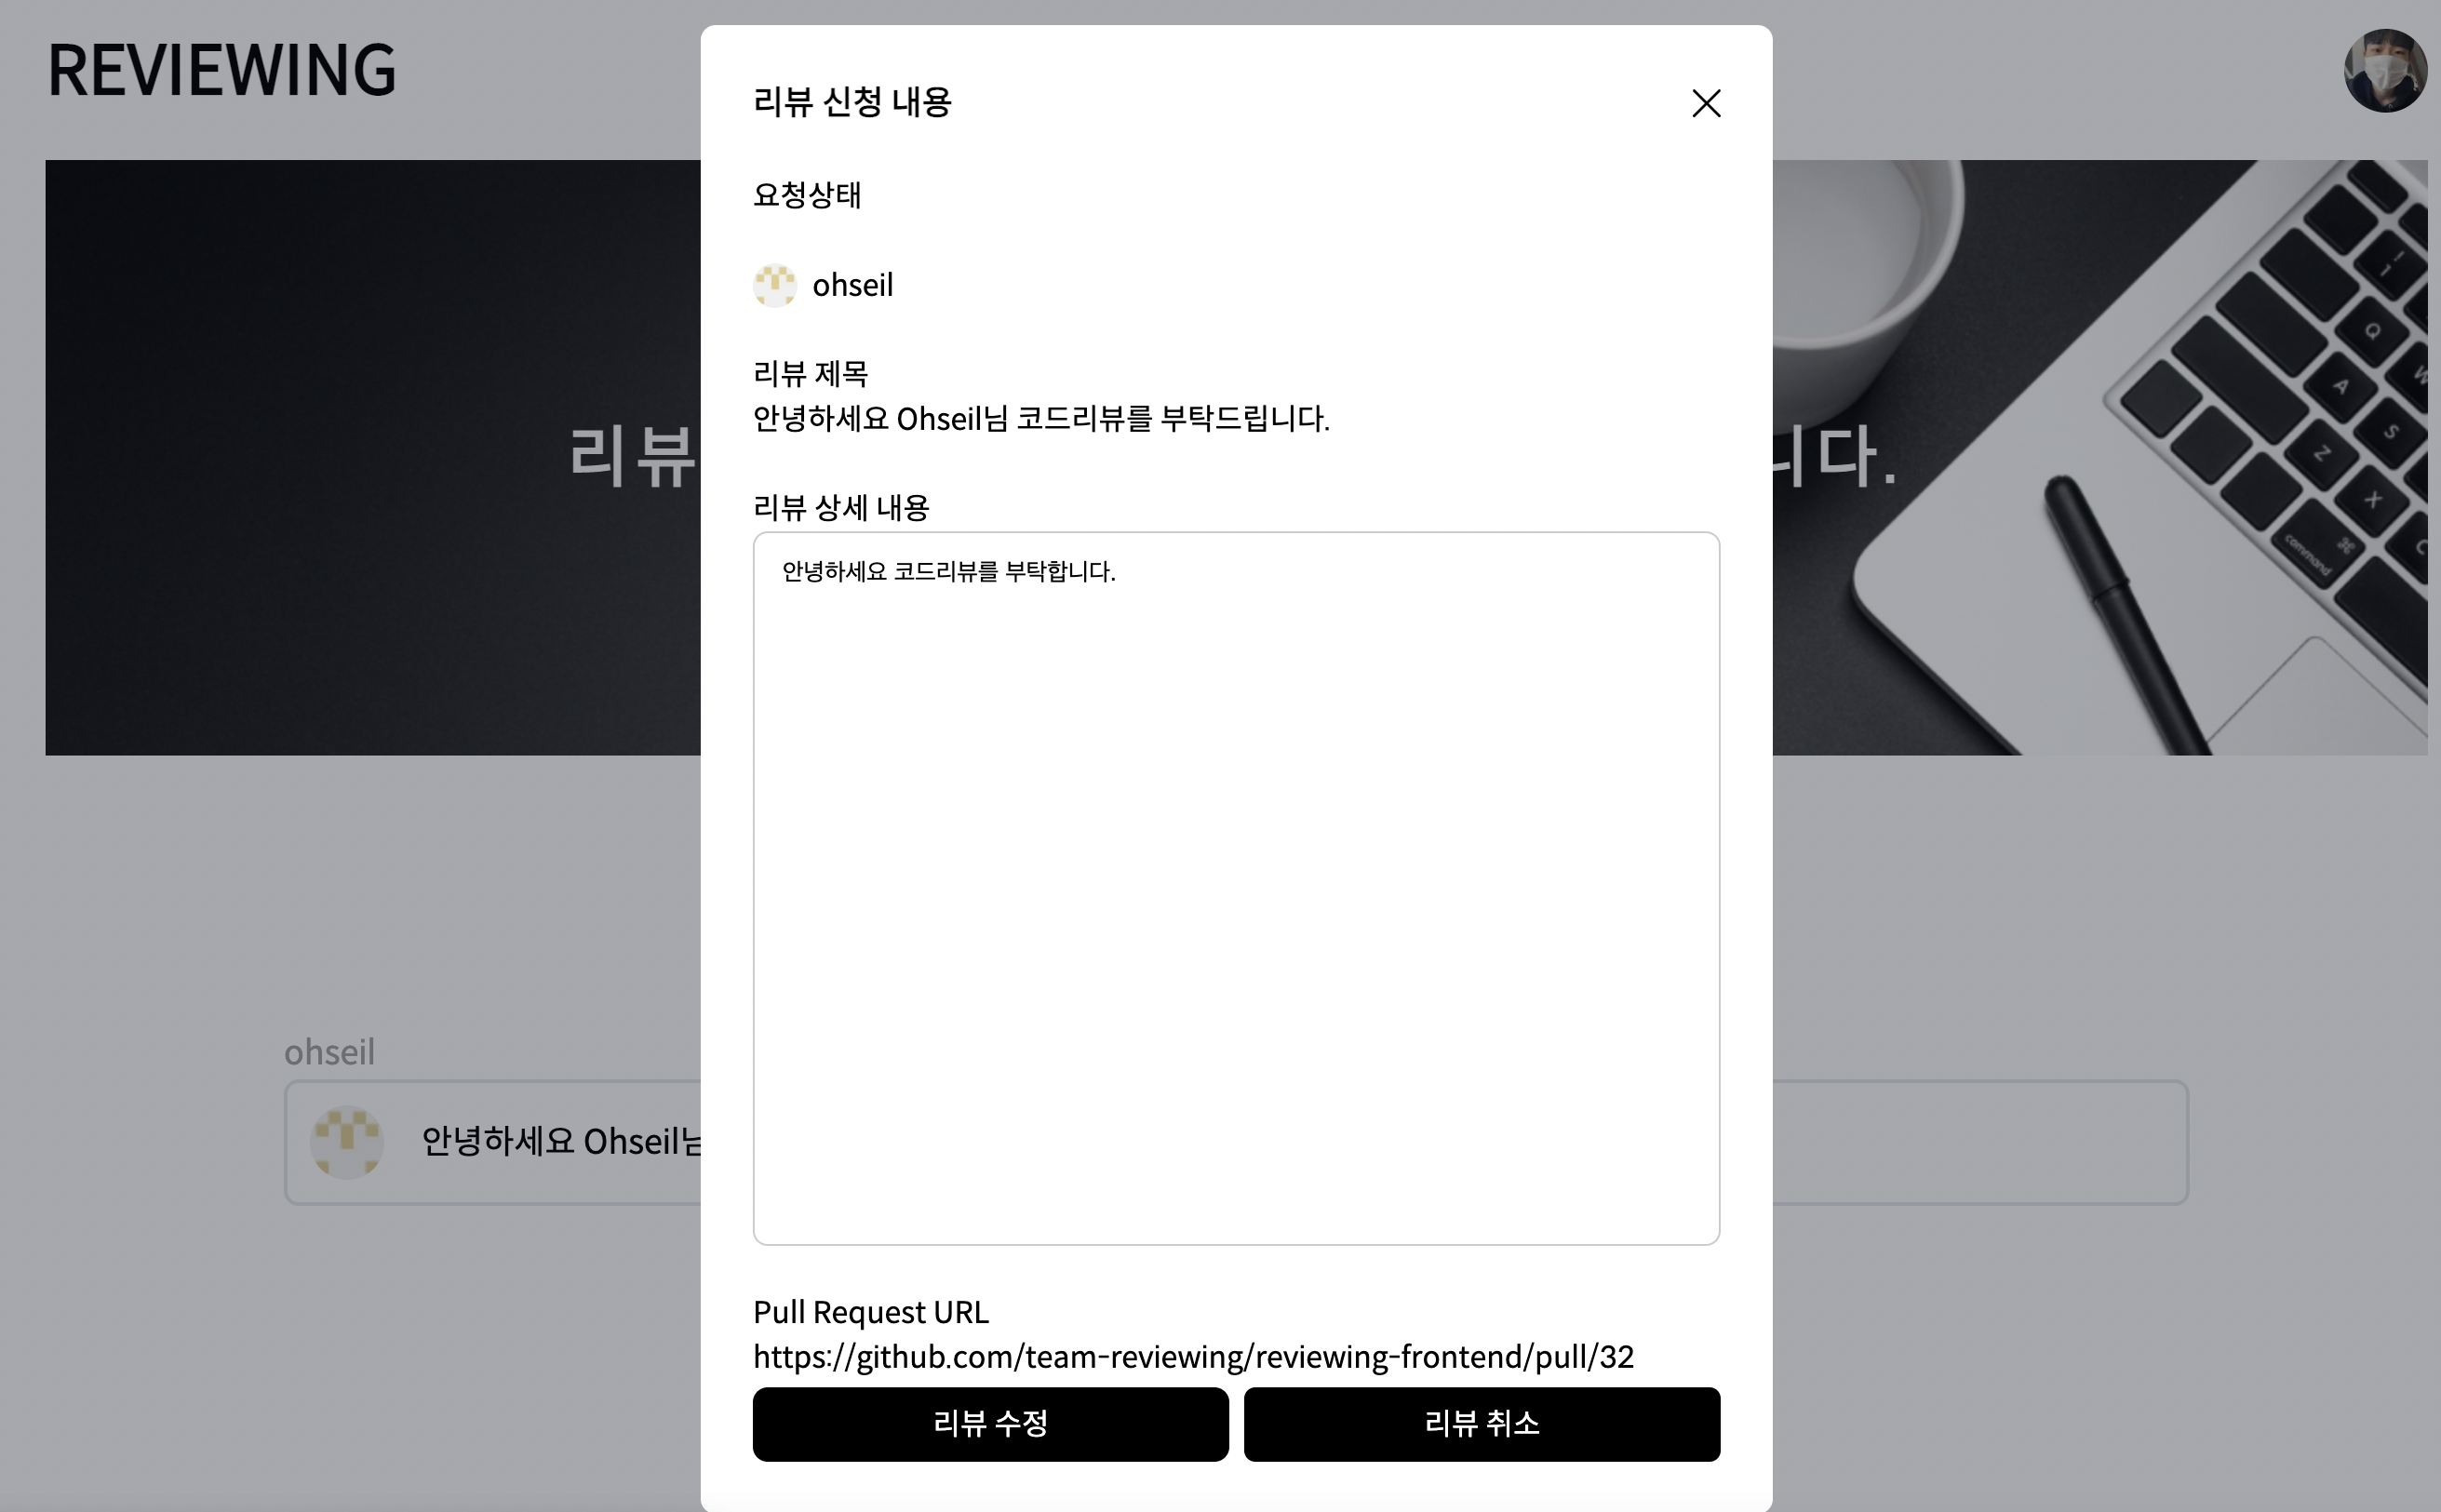 REVIEWING
리뷰 신청 내용
요청상태
ohseil
리뷰 제목
안녕하세요 Ohseil님 코드리뷰를 부탁드립니다.
리뷰
니다.
리뷰 상세 내용
안녕하세요 코드리뷰를 부탁합니다.
! 1
Q
W
A
S
Z
X
C
⌘
command
ohseil
안녕하세요 Ohseil님
Pull Request URL
https://github.com/team-reviewing/reviewing-frontend/pull/32
리뷰 수정
리뷰 취소